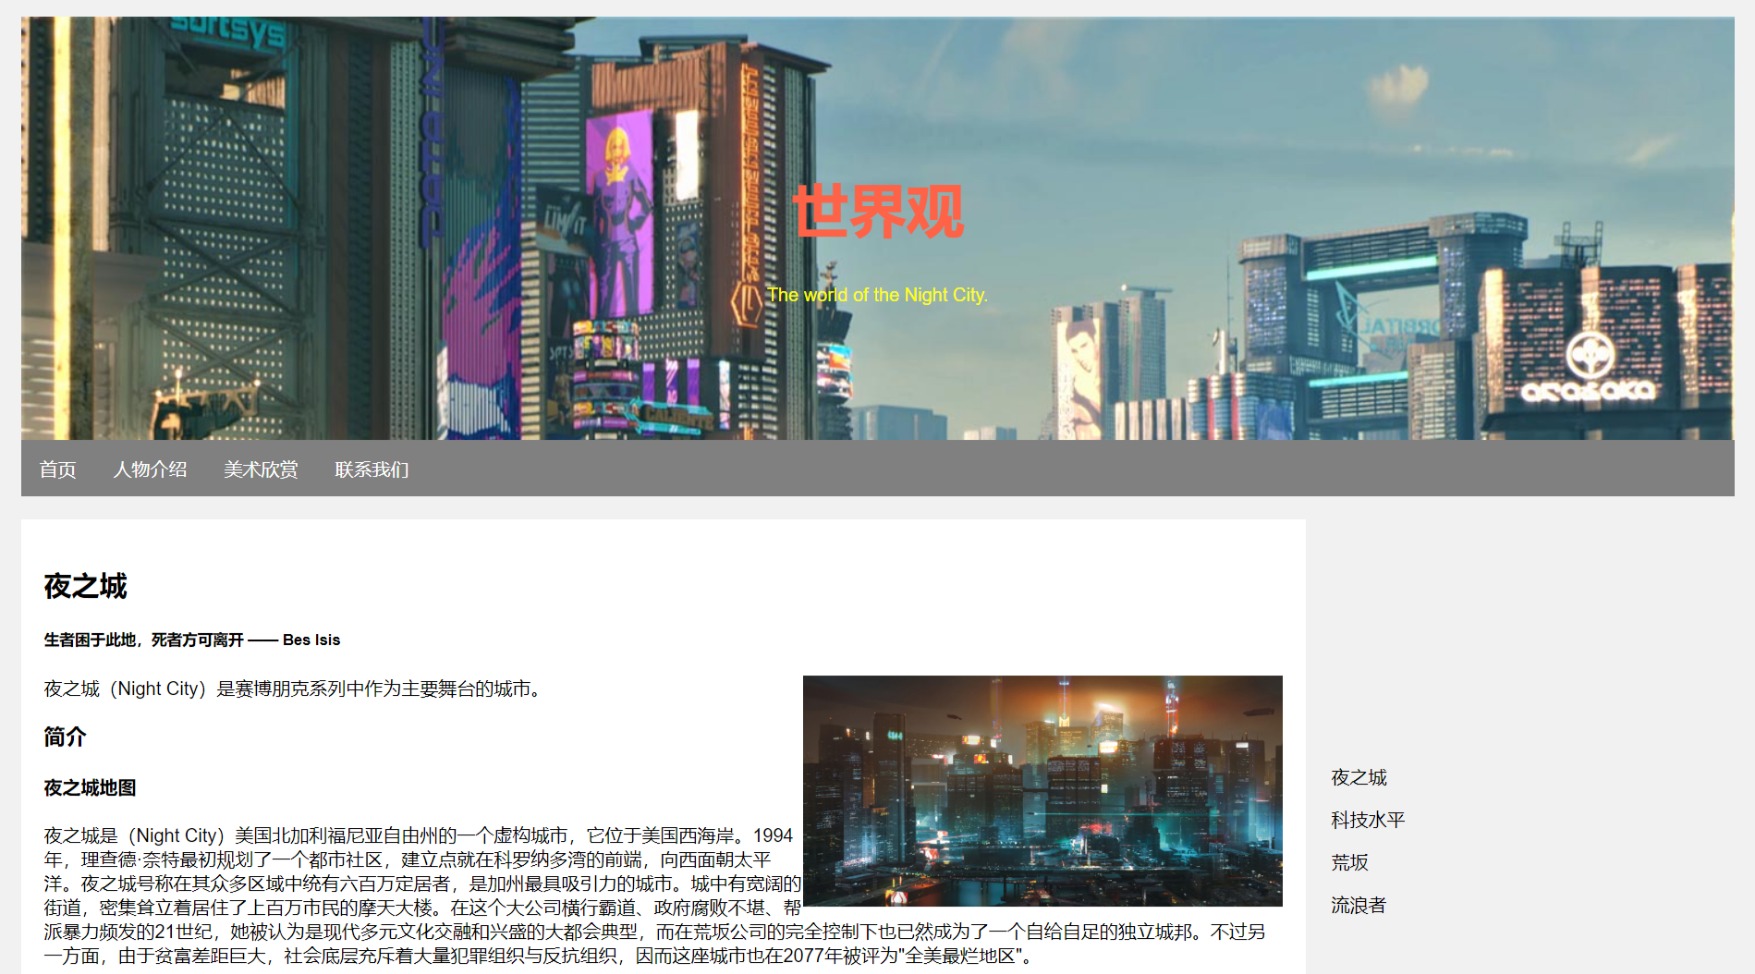 softsys
世界观
The world of the Night City.
arasaka
首页 人物介绍 美术欣赏 联系我们
夜之城
生者困于此地，死者方可离开 —— Bes Isis
夜之城（Night City）是赛博朋克系列中作为主要舞台的城市。
简介
夜之城地图
夜之城是（Night City）美国北加利福尼亚自由州的一个虚构城市，它位于美国西海岸。1994
年，理查德·奈特最初规划了一个都市社区，建立点就在科罗纳多湾的前端，向西面朝太平
洋。夜之城号称在其众多区域中统有六百万定居者，是加州最具吸引力的城市。城中有宽阔的
街道，密集耸立着居住了上百万市民的摩天大楼。在这个大公司横行霸道、政府腐败不堪、帮
派暴力频发的21世纪，她被认为是现代多元文化交融和兴盛的大都会典型，而在荒坂公司的完全控制下也已然成为了一个自给自足的独立城邦。不过另
一方面，由于贫富差距巨大，社会底层充斥着大量犯罪组织与反抗组织，因而这座城市也在2077年被评为"全美最烂地区"。
夜之城
科技水平
荒坂
流浪者